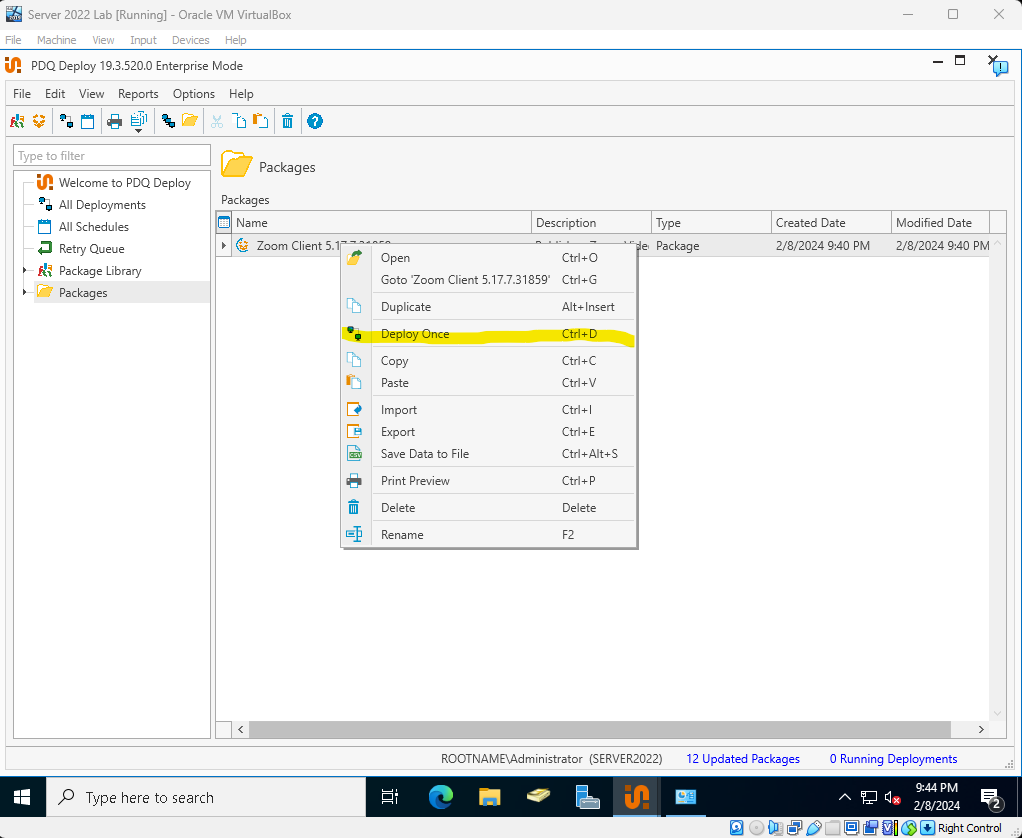 Server 2022 Lab [Running] - Oracle VM VirtualBox
File Machine View Input Devices Help
PDQ Deploy 19.3.520.0 Enterprise Mode
File Edit View Reports Options Help
Type to filter
Welcome to PDQ Deploy
All Deployments
All Schedules
Retry Queue
Package Library
Packages
Packages
Packages
Name Description Type Created Date Modified Date
Zoom Client 5.17.7.31859 Package 2/8/2024 9:40 PM 2/8/2024 9:40 PM
Open Ctrl+O
Goto 'Zoom Client 5.17.7.31859' Ctrl+G
Duplicate Alt+Insert
Deploy Once Ctrl+D
Copy Ctrl+C
Paste Ctrl+V
Import Ctrl+I
Export Ctrl+E
Save Data to File Ctrl+Alt+S
Print Preview Ctrl+P
Delete Delete
Rename F2
ROOTNAME\Administrator (SERVER2022) 12 Updated Packages 0 Running Deployments
Type here to search
9:44 PM
2/8/2024
2
Right Control